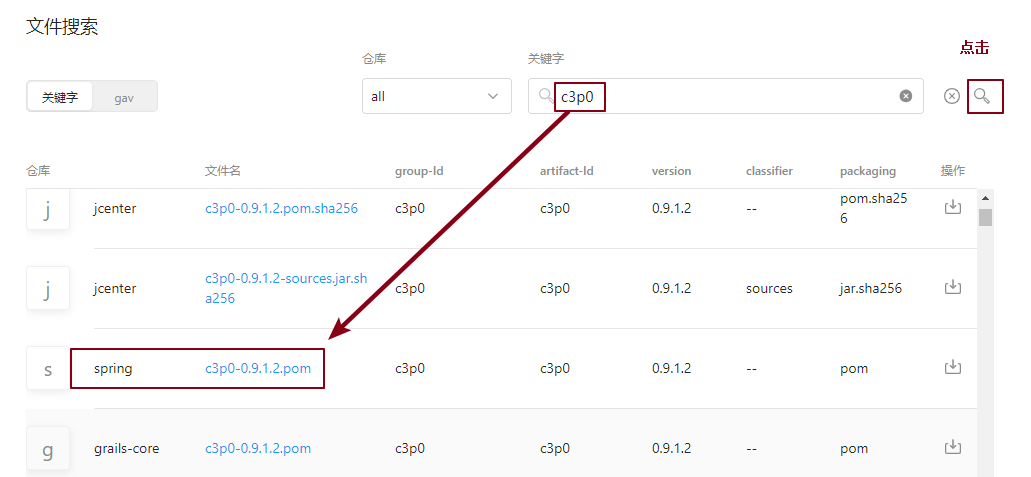 文件搜索
点击
仓库 关键字
关键字 gav all c3p0
仓库 文件名 group-Id artifact-Id version classifier packaging 操作
j jcenter c3p0-0.9.1.2.pom.sha256 c3p0 c3p0 0.9.1.2 -- pom.sha25
6
j jcenter c3p0-0.9.1.2-sources.jar.sh c3p0 c3p0 0.9.1.2 sources jar.sha256
a256
s spring c3p0-0.9.1.2.pom c3p0 c3p0 0.9.1.2 -- pom
g grails-core c3p0-0.9.1.2.pom c3p0 c3p0 0.9.1.2 -- pom